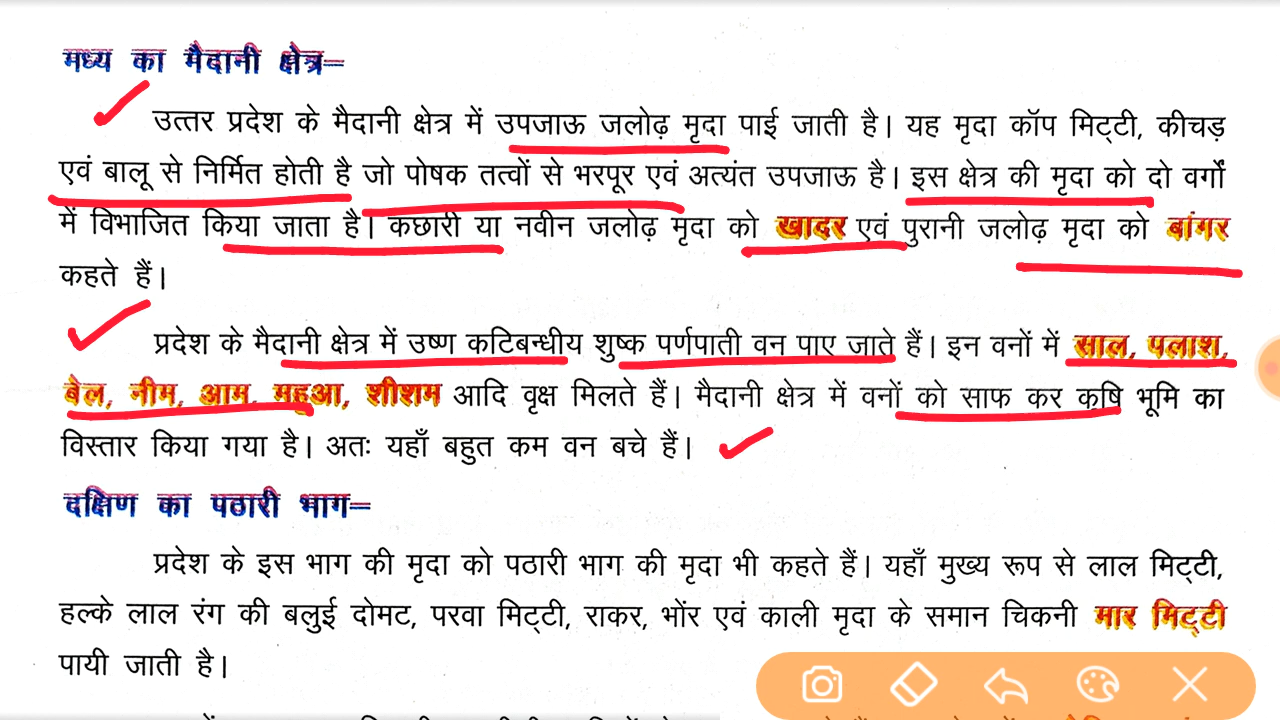 मध्य का मैदानी क्षेत्र–
उत्तर प्रदेश के मैदानी क्षेत्र में उपजाऊ जलोढ़ मृदा पाई जाती है। यह मृदा कॉप मिट्टी, कीचड़
एवं बालू से निर्मित होती है जो पोषक तत्वों से भरपूर एवं अत्यंत उपजाऊ है। इस क्षेत्र की मृदा को दो वर्गों
में विभाजित किया जाता है। कछारी या नवीन जलोढ़ मृदा को खादर एवं पुरानी जलोढ़ मृदा को बांगर
कहते हैं।
प्रदेश के मैदानी क्षेत्र में उष्ण कटिबन्धीय शुष्क पर्णपाती वन पाए जाते हैं। इन वनों में साल, पलाश,
बेल, नीम, आम, महुआ, शीशम आदि वृक्ष मिलते हैं। मैदानी क्षेत्र में वनों को साफ कर कृषि भूमि का
विस्तार किया गया है। अतः यहाँ बहुत कम वन बचे हैं।
दक्षिण का पठारी भाग–
प्रदेश के इस भाग की मृदा को पठारी भाग की मृदा भी कहते हैं। यहाँ मुख्य रूप से लाल मिट्टी,
हल्के लाल रंग की बलुई दोमट, परवा मिट्टी, राकर, भोंर एवं काली मृदा के समान चिकनी मार मिट्टी
पायी जाती है।